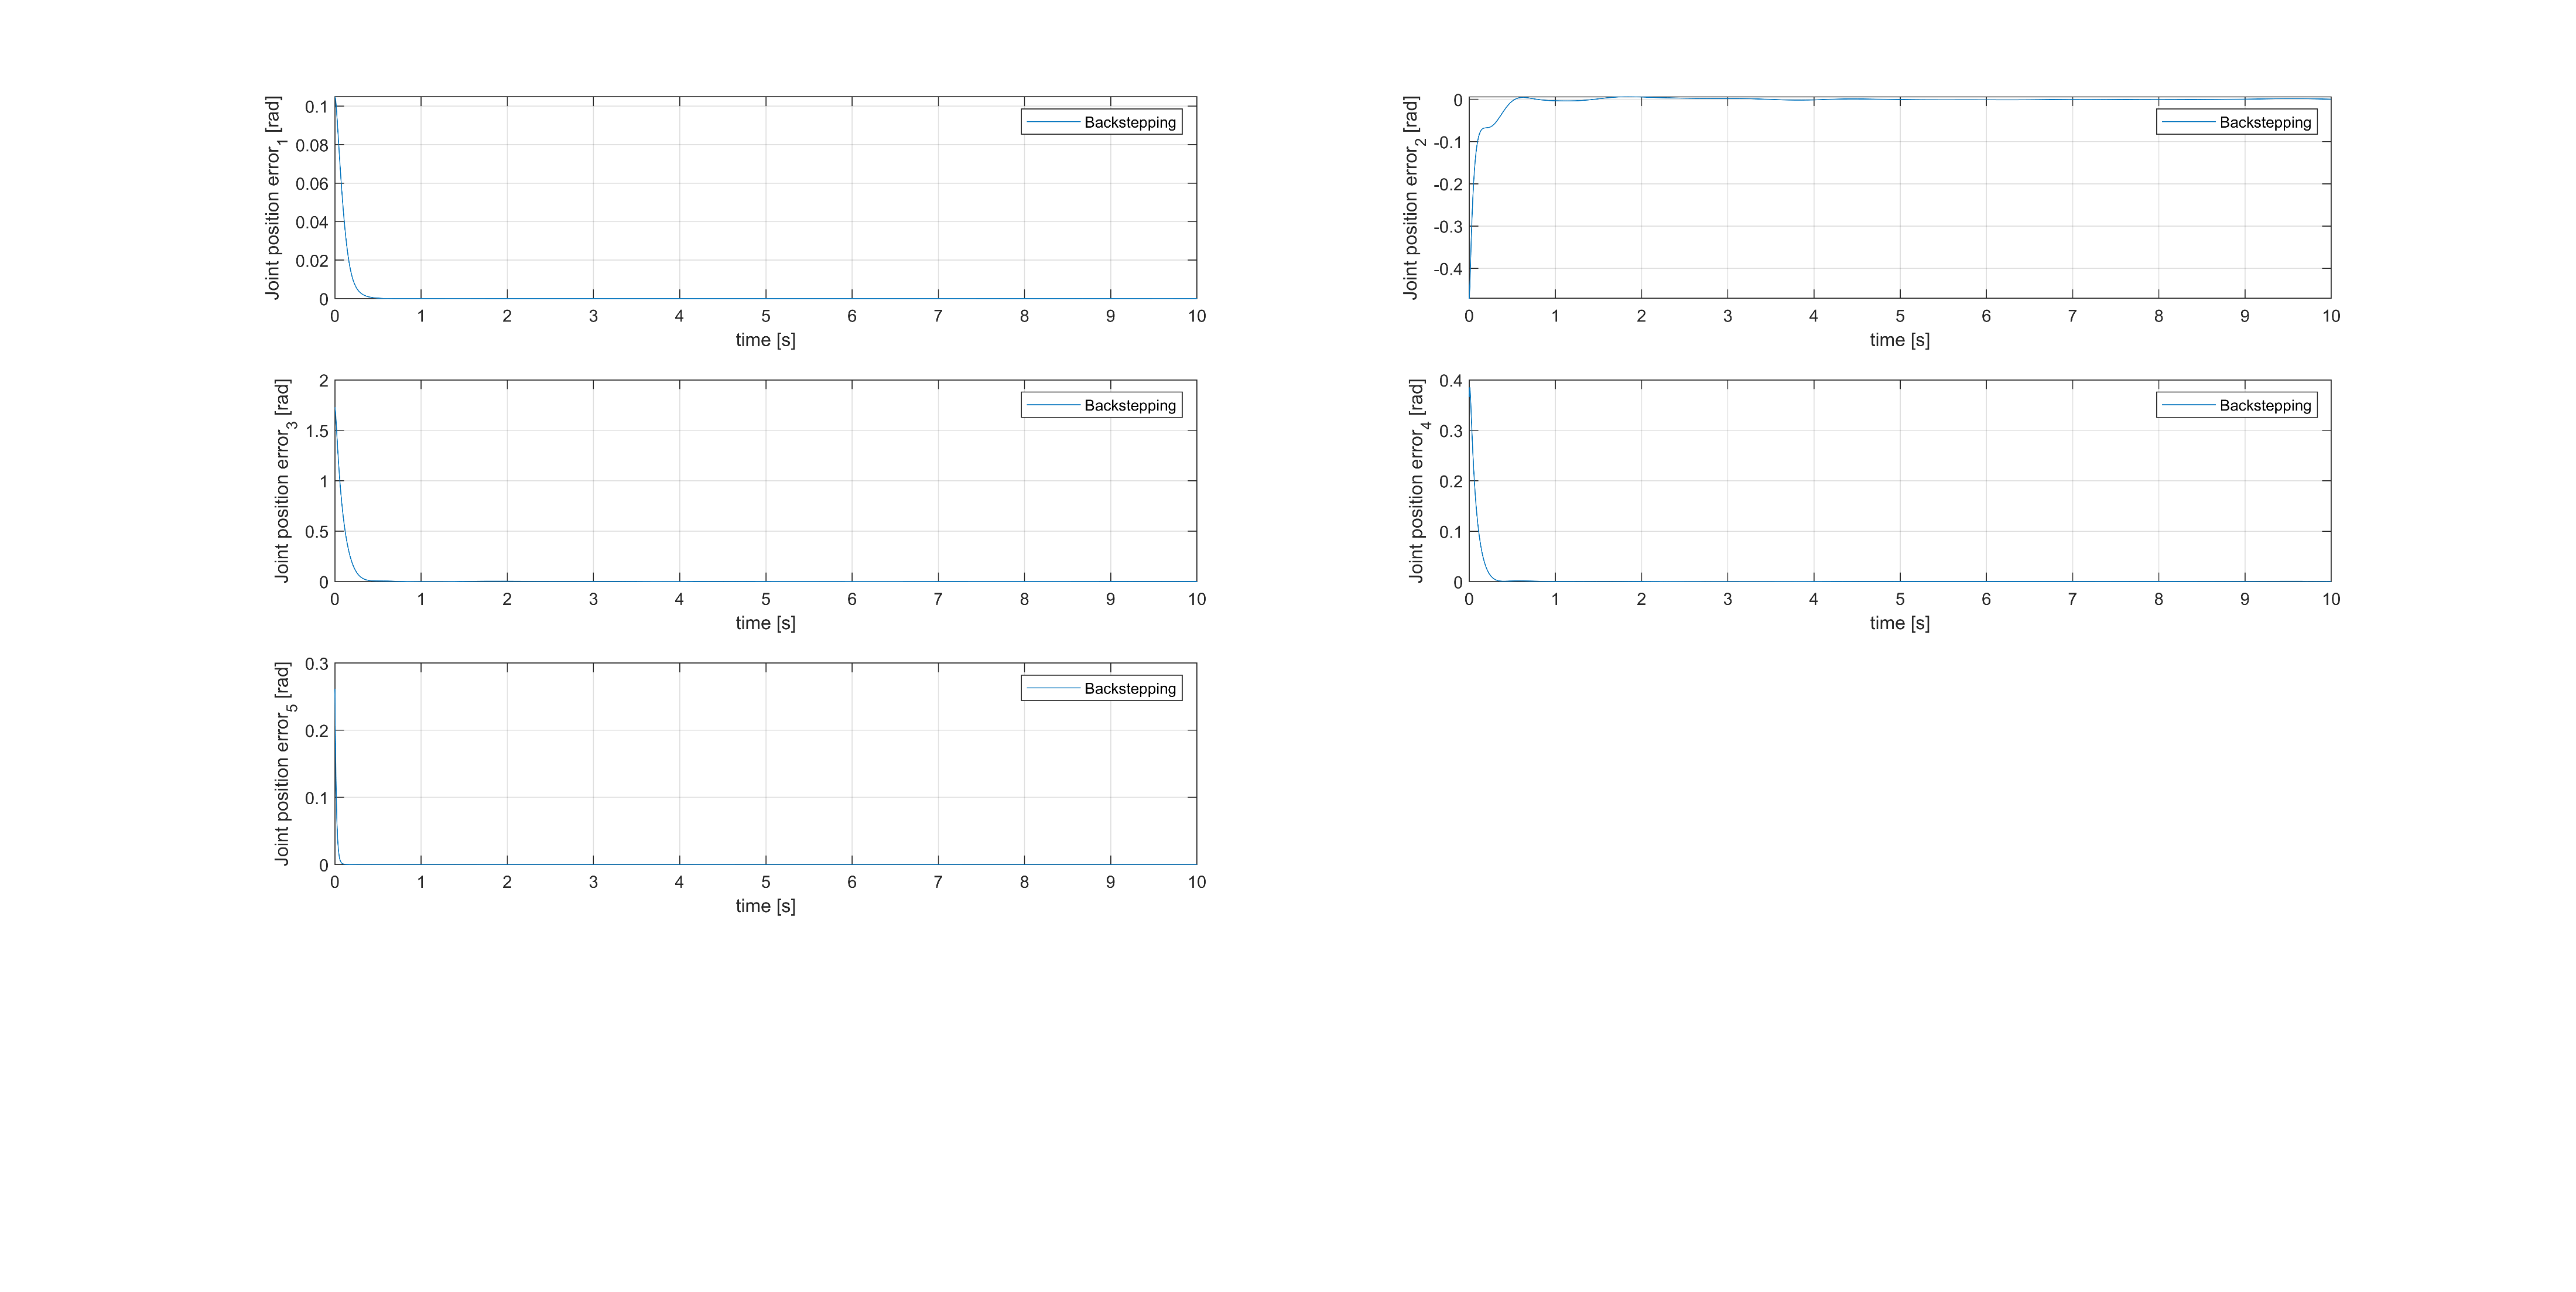 Joint position error1 [rad]
0.1
0.08
0.06
0.04
0.02
0
Backstepping
0 1 2 3 4 5 6 7 8 9 10
time [s]
Joint position error2 [rad]
0
-0.1
-0.2
-0.3
-0.4
Backstepping
0 1 2 3 4 5 6 7 8 9 10
time [s]
Joint position error3 [rad]
2
1.5
1
0.5
0
Backstepping
0 1 2 3 4 5 6 7 8 9 10
time [s]
Joint position error4 [rad]
0.4
0.3
0.2
0.1
0
Backstepping
0 1 2 3 4 5 6 7 8 9 10
time [s]
Joint position error5 [rad]
0.3
0.2
0.1
0
Backstepping
0 1 2 3 4 5 6 7 8 9 10
time [s]